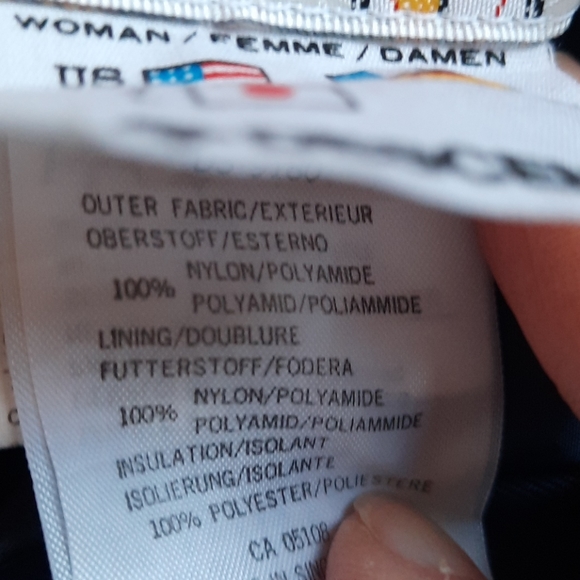 WOMAN / FEMME / DAMEN
US
OUTER FABRIC/EXTERIEUR
OBERSTOFF/ESTERNO
100% NYLON/POLYAMIDE
POLYAMID/POLIAMMIDE
LINING/DOUBLURE
FUTTERSTOFF/FODERA
100% NYLON/POLYAMIDE
POLYAMID/POLIAMMIDE
INSULATION/ISOLANT
ISOLIERUNG/ISOLANTE
100% POLYESTER/POLIESTERE
CA 05108